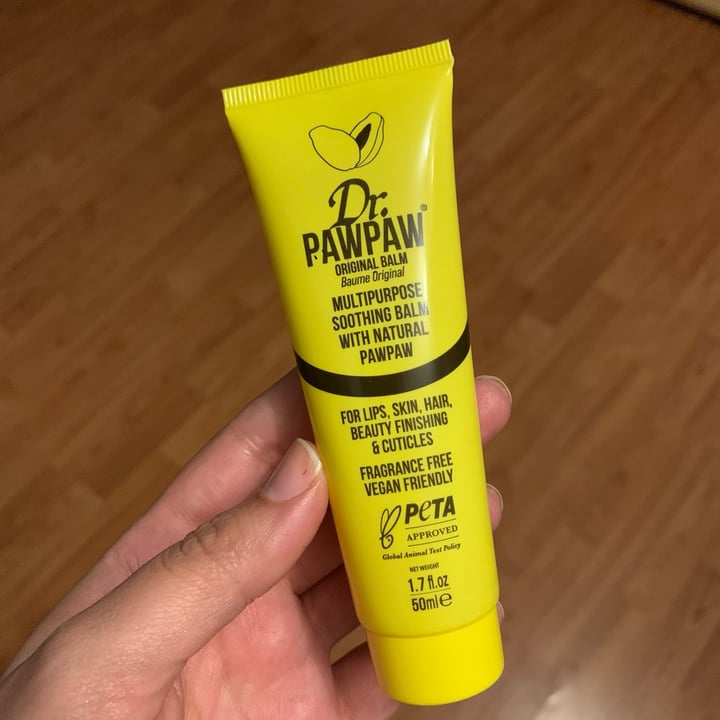 Dr.
PAWPAW®
ORIGINAL BALM
Baume Original
MULTIPURPOSE
SOOTHING BALM
WITH NATURAL
PAWPAW
FOR LIPS, SKIN, HAIR,
BEAUTY FINISHING
& CUTICLES
FRAGRANCE FREE
VEGAN FRIENDLY
PETA
APPROVED
Global Animal Test Policy
NET WEIGHT
1.7 fl.oz
50ml℮